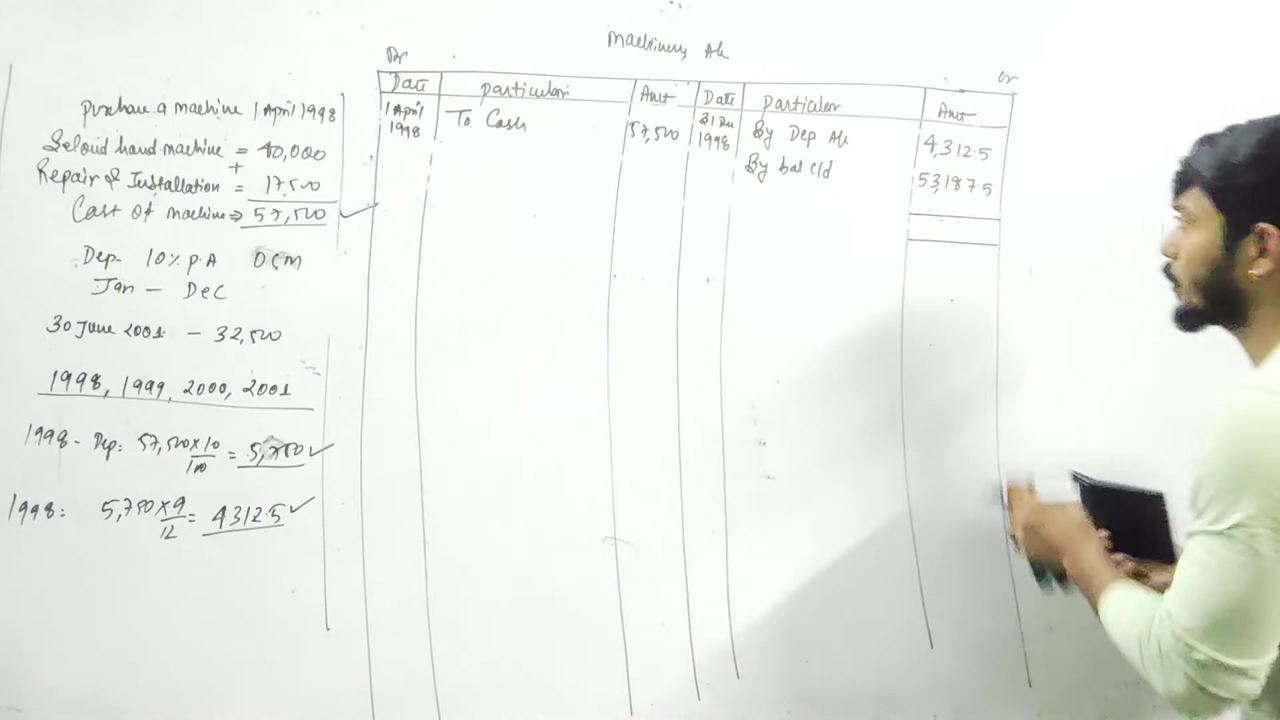 Machinery A/c
Dr
Cr
Date particulars Amt Date particular Amt
1 April 1998 To Cash 57,500 31 Dec 1998 By Dep A/c 4,312.5
By bal c/d 53,187.5
Purchase a machine 1 April 1998
Second hand machine = 40,000
+
Repair & Installation = 17,500
Cost of machine ⇒ 57,500
Dep- 10% p.A OCM
Jan - Dec
30 June 2001 - 32,500
1998, 1999, 2000, 2001
1998 - Dep: 57,500 × 10/100 = 5,750 ✓
1998: 5,750 × 9/12 = 4312.5 ✓